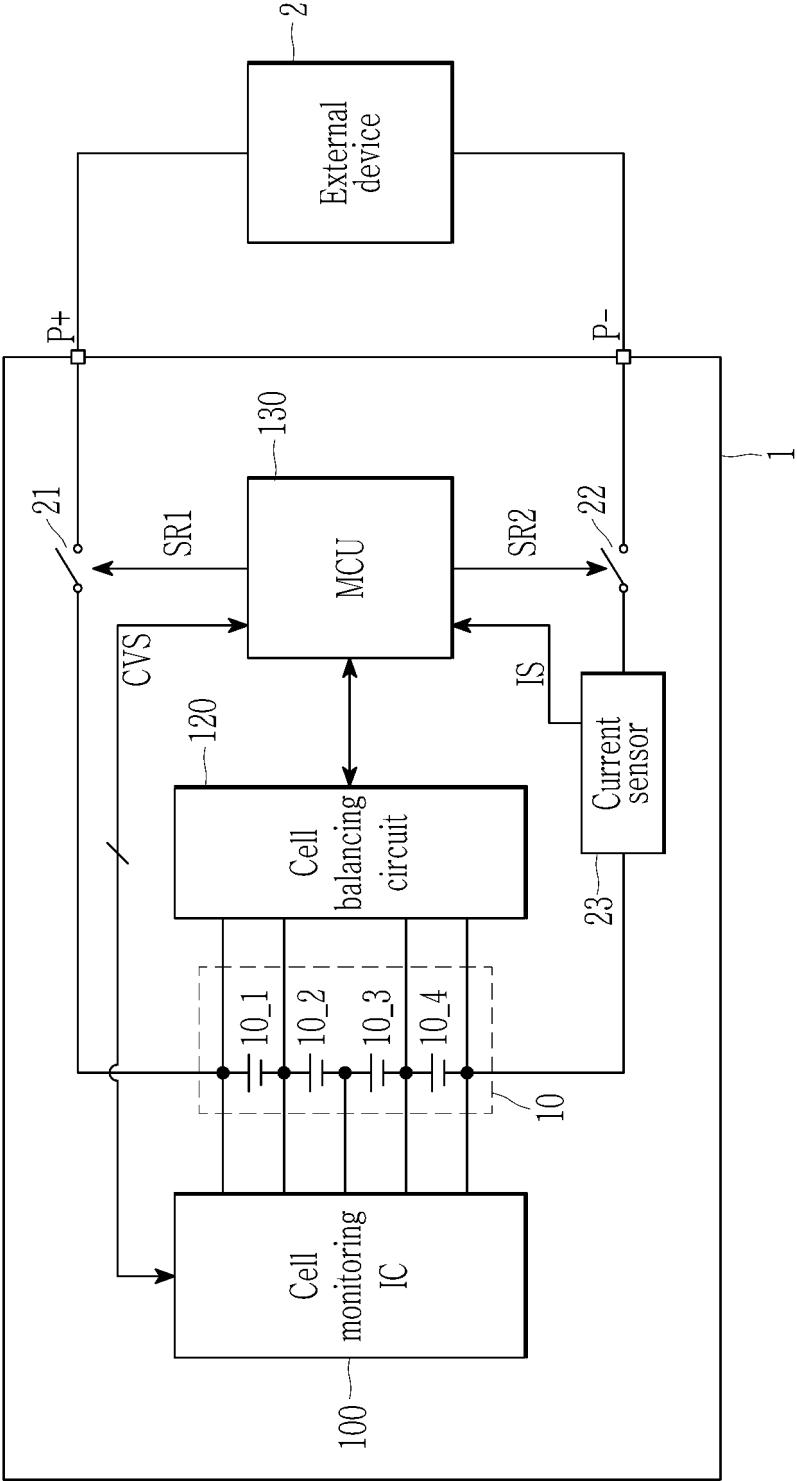 2
External
device
P+
P-
1
130
21
SR1
MCU
SR2
22
CVS
IS
120
Cell
balancing
circuit
Current
sensor
23
10_1
10_2
10_3
10_4
10
Cell
monitoring
IC
100